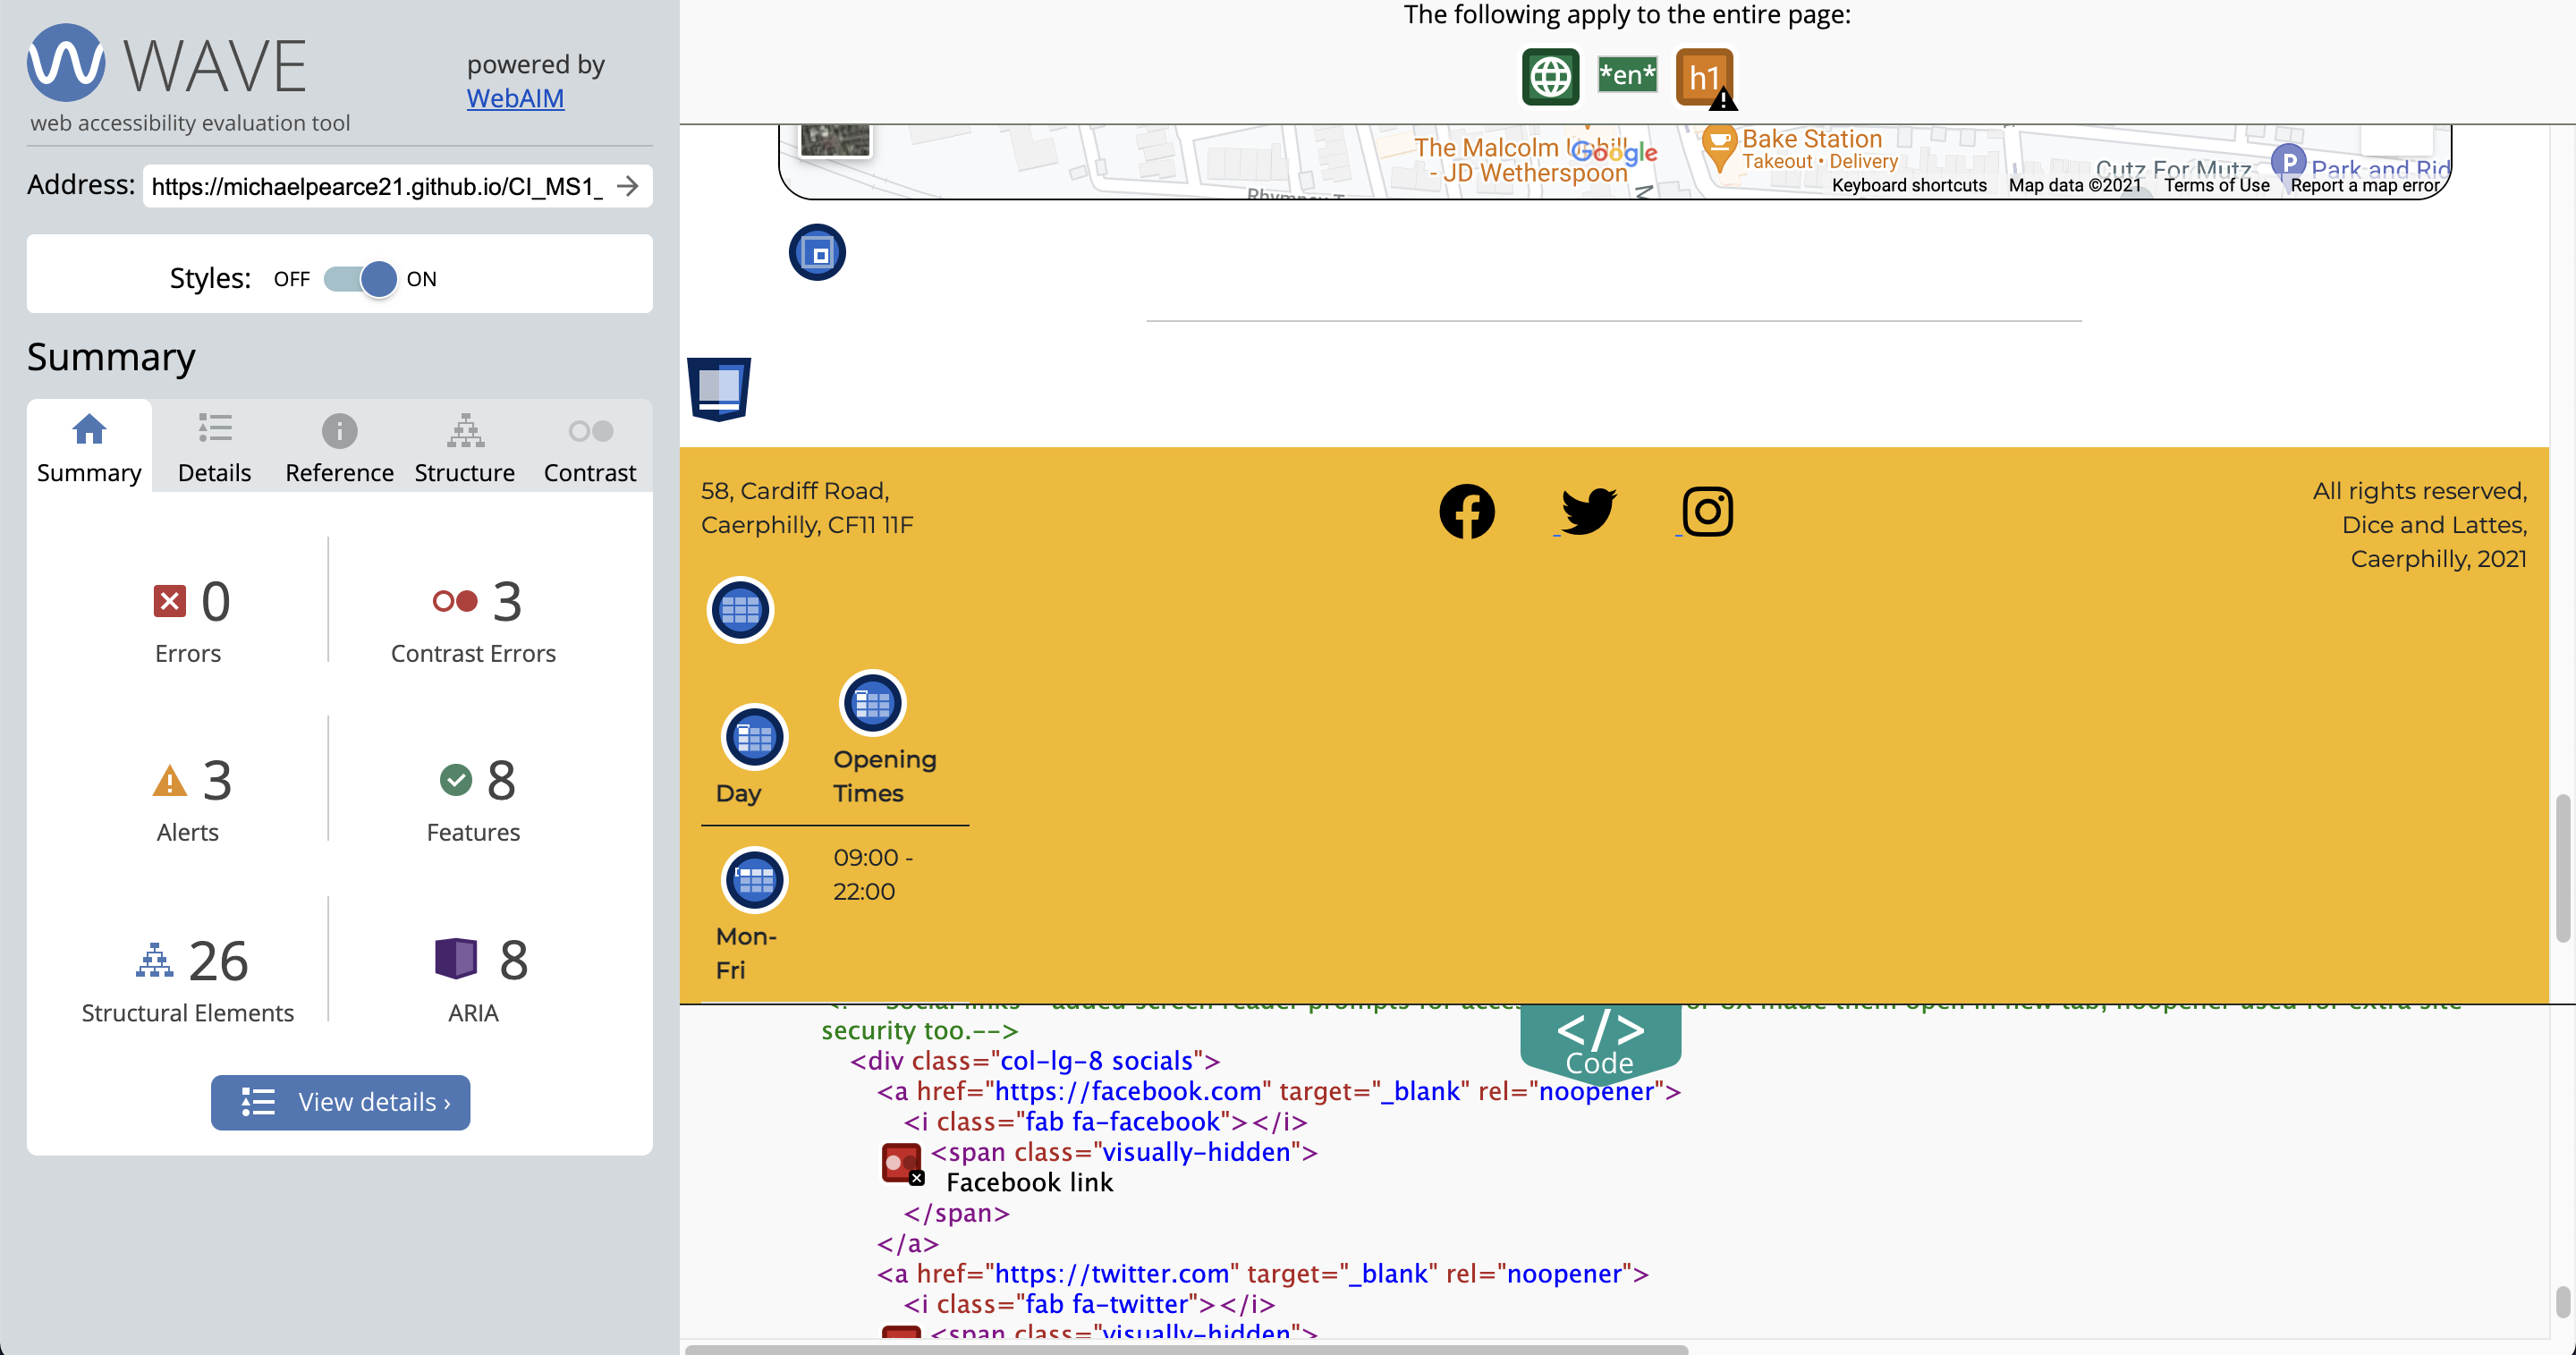 WAVE
powered by
WebAIM
web accessibility evaluation tool
Address: https://michaelpearce21.github.io/CI_MS1_
Styles: OFF ON
Summary
Summary Details Reference Structure Contrast
0
Errors
3
Contrast Errors
3
Alerts
8
Features
26
Structural Elements
8
ARIA
View details ›
The following apply to the entire page:
*en* h1
The Malcolm Uphill
- JD Wetherspoon
Google
Bake Station
Takeout • Delivery
Cutz For Mutz
P Park and Rid
Keyboard shortcuts Map data ©2021 Terms of Use Report a map error
58, Cardiff Road,
Caerphilly, CF11 11F
All rights reserved,
Dice and Lattes,
Caerphilly, 2021
Day
Opening
Times
Mon-
Fri
09:00 -
22:00
</>
Code
security too.-->
<div class="col-lg-8 socials">
<a href="https://facebook.com" target="_blank" rel="noopener">
<i class="fab fa-facebook"></i>
<span class="visually-hidden">
Facebook link
</span>
</a>
<a href="https://twitter.com" target="_blank" rel="noopener">
<i class="fab fa-twitter"></i>
<span class="visually-hidden">